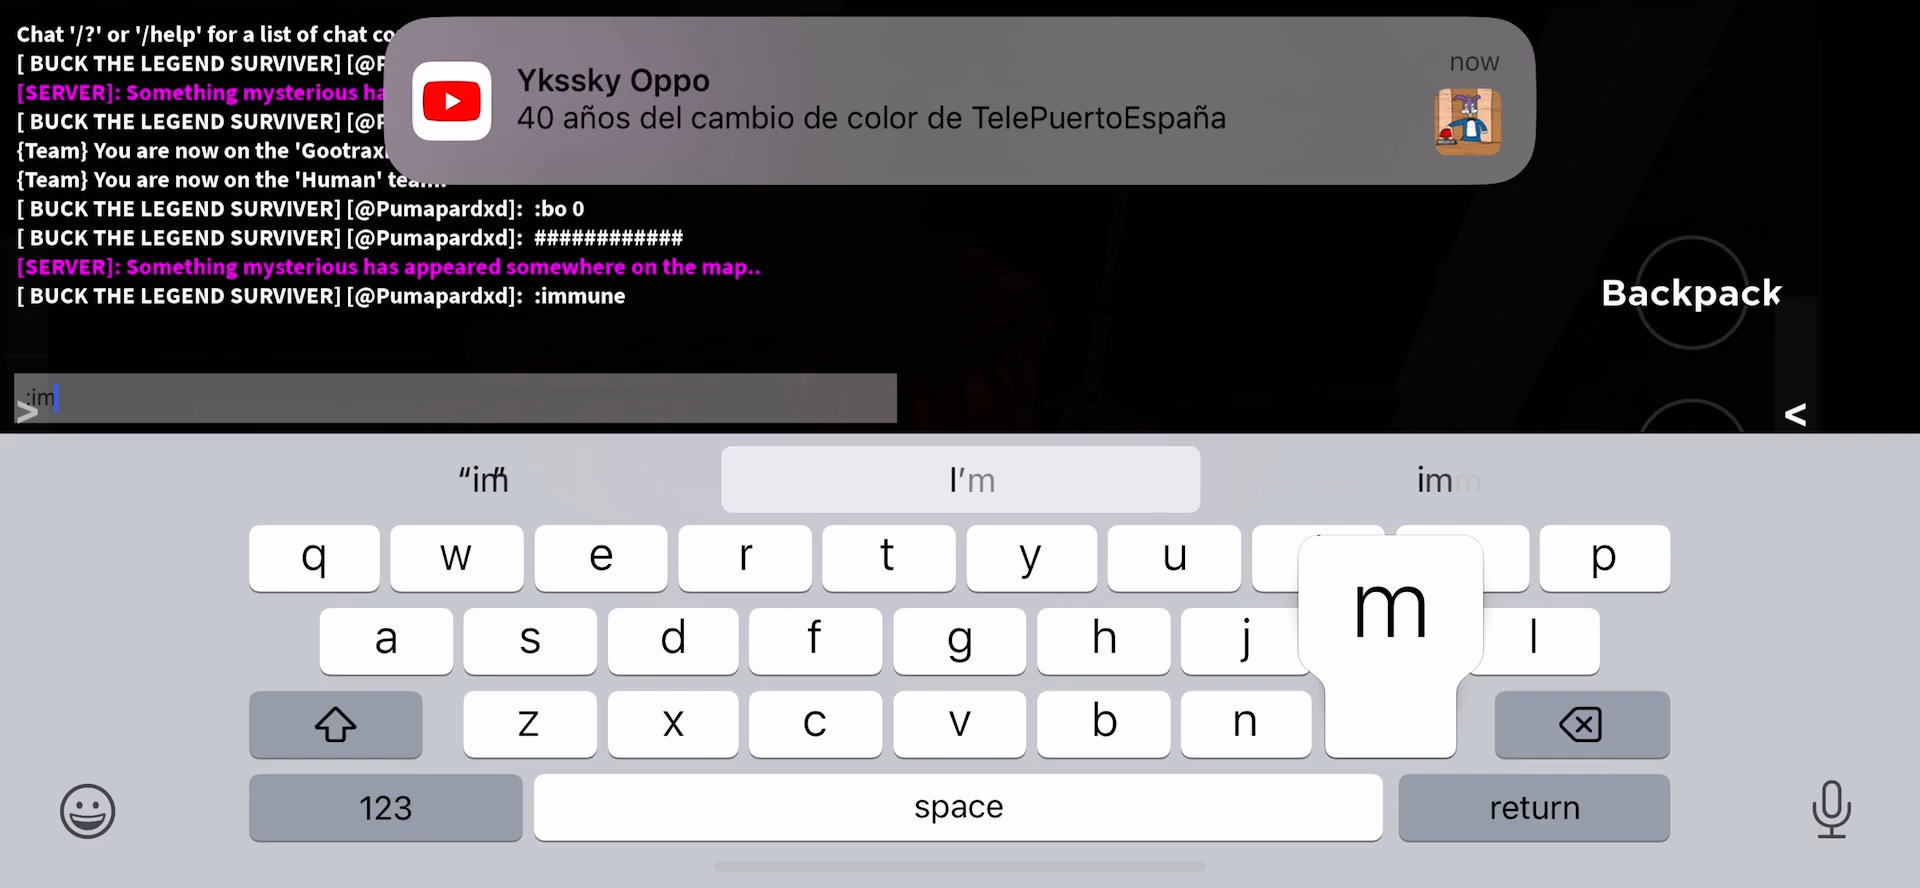 Chat '/?' or '/help' for a list of chat co
[ BUCK THE LEGEND SURVIVER] [@P
[SERVER]: Something mysterious ha
[ BUCK THE LEGEND SURVIVER] [@P
{Team} You are now on the 'Gootrax
{Team} You are now on the 'Human' team.
[ BUCK THE LEGEND SURVIVER] [@Pumapardxd]: :bo 0
[ BUCK THE LEGEND SURVIVER] [@Pumapardxd]: ############
[SERVER]: Something mysterious has appeared somewhere on the map..
[ BUCK THE LEGEND SURVIVER] [@Pumapardxd]: :immune
Ykssky Oppo
now
40 años del cambio de color de TelePuertoEspaña
Backpack
:im
>
<
“im“ I’m imm
q w e r t y u p
a s d f g h j m l
z x c v b n
123 space return